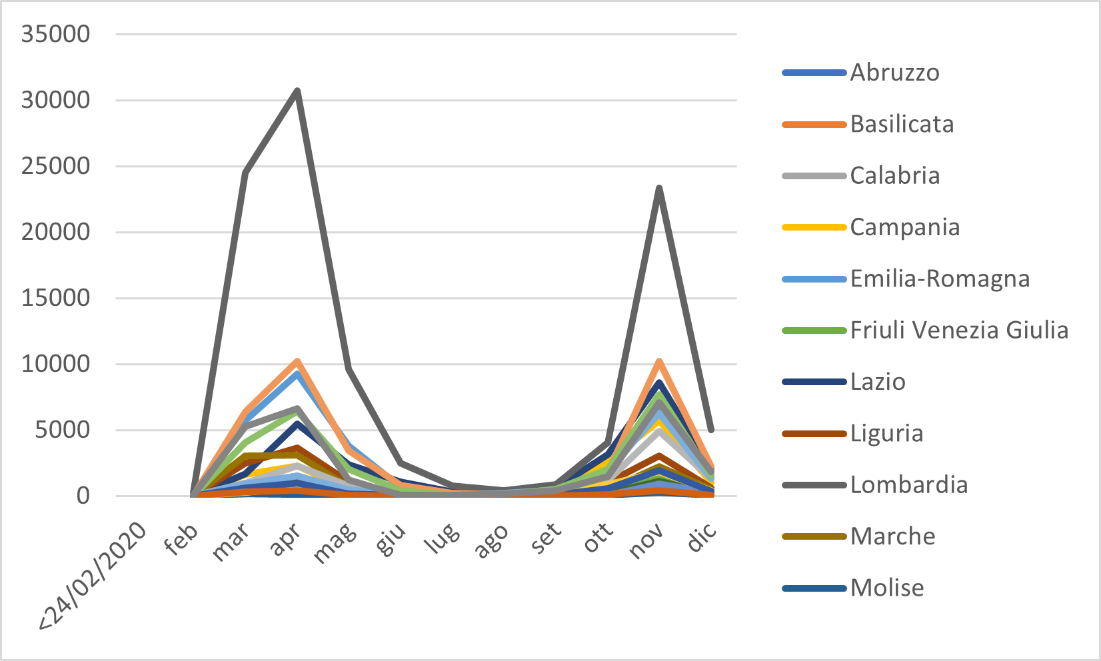 35000
30000
25000
20000
15000
10000
5000
0
<24/02/2020
feb
mar
apr
mag
giu
lug
ago
set
ott
nov
dic
Abruzzo
Basilicata
Calabria
Campania
Emilia-Romagna
Friuli Venezia Giulia
Lazio
Liguria
Lombardia
Marche
Molise